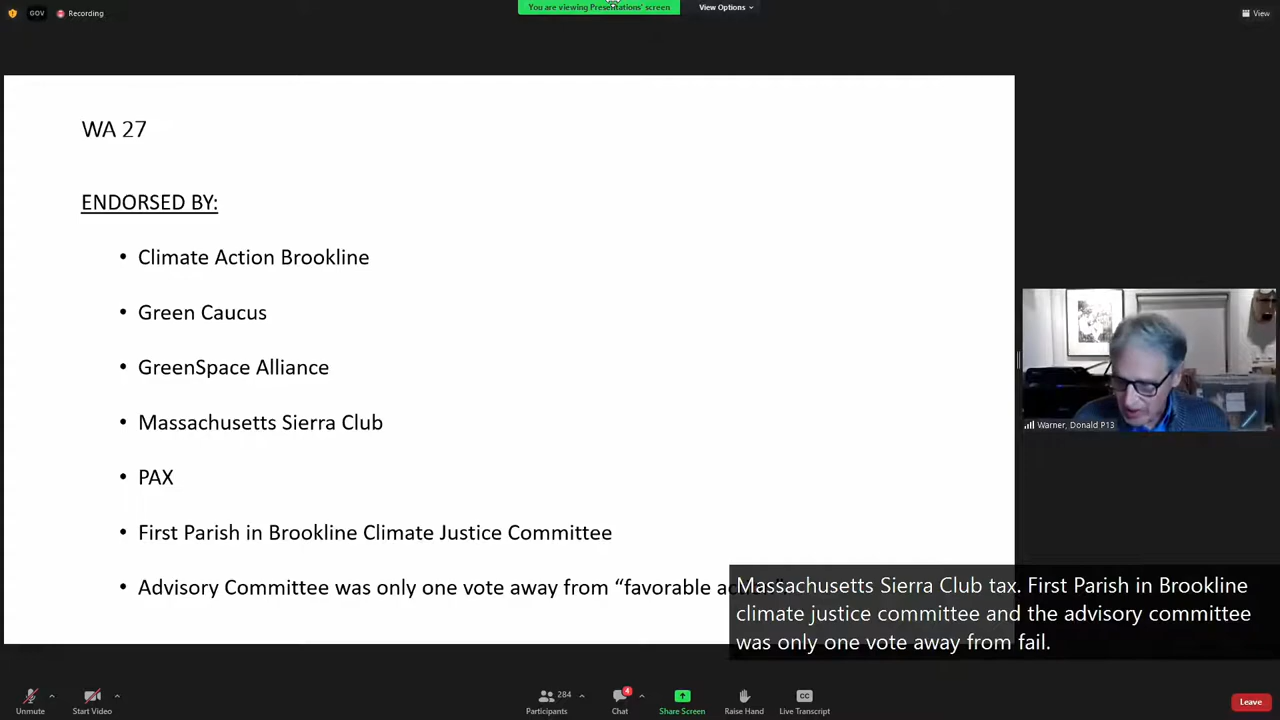 GOV
Recording
You are viewing Presentations' screen
View Options
View
WA 27
ENDORSED BY:
• Climate Action Brookline
• Green Caucus
• GreenSpace Alliance
• Massachusetts Sierra Club
• PAX
• First Parish in Brookline Climate Justice Committee
• Advisory Committee was only one vote away from “favorable
Warner, Donald P13
Massachusetts Sierra Club tax. First Parish in Brookline
climate justice committee and the advisory committee
was only one vote away from fail.
Unmute
Start Video
284
Participants
4
Chat
Share Screen
Raise Hand
CC
Live Transcript
Leave